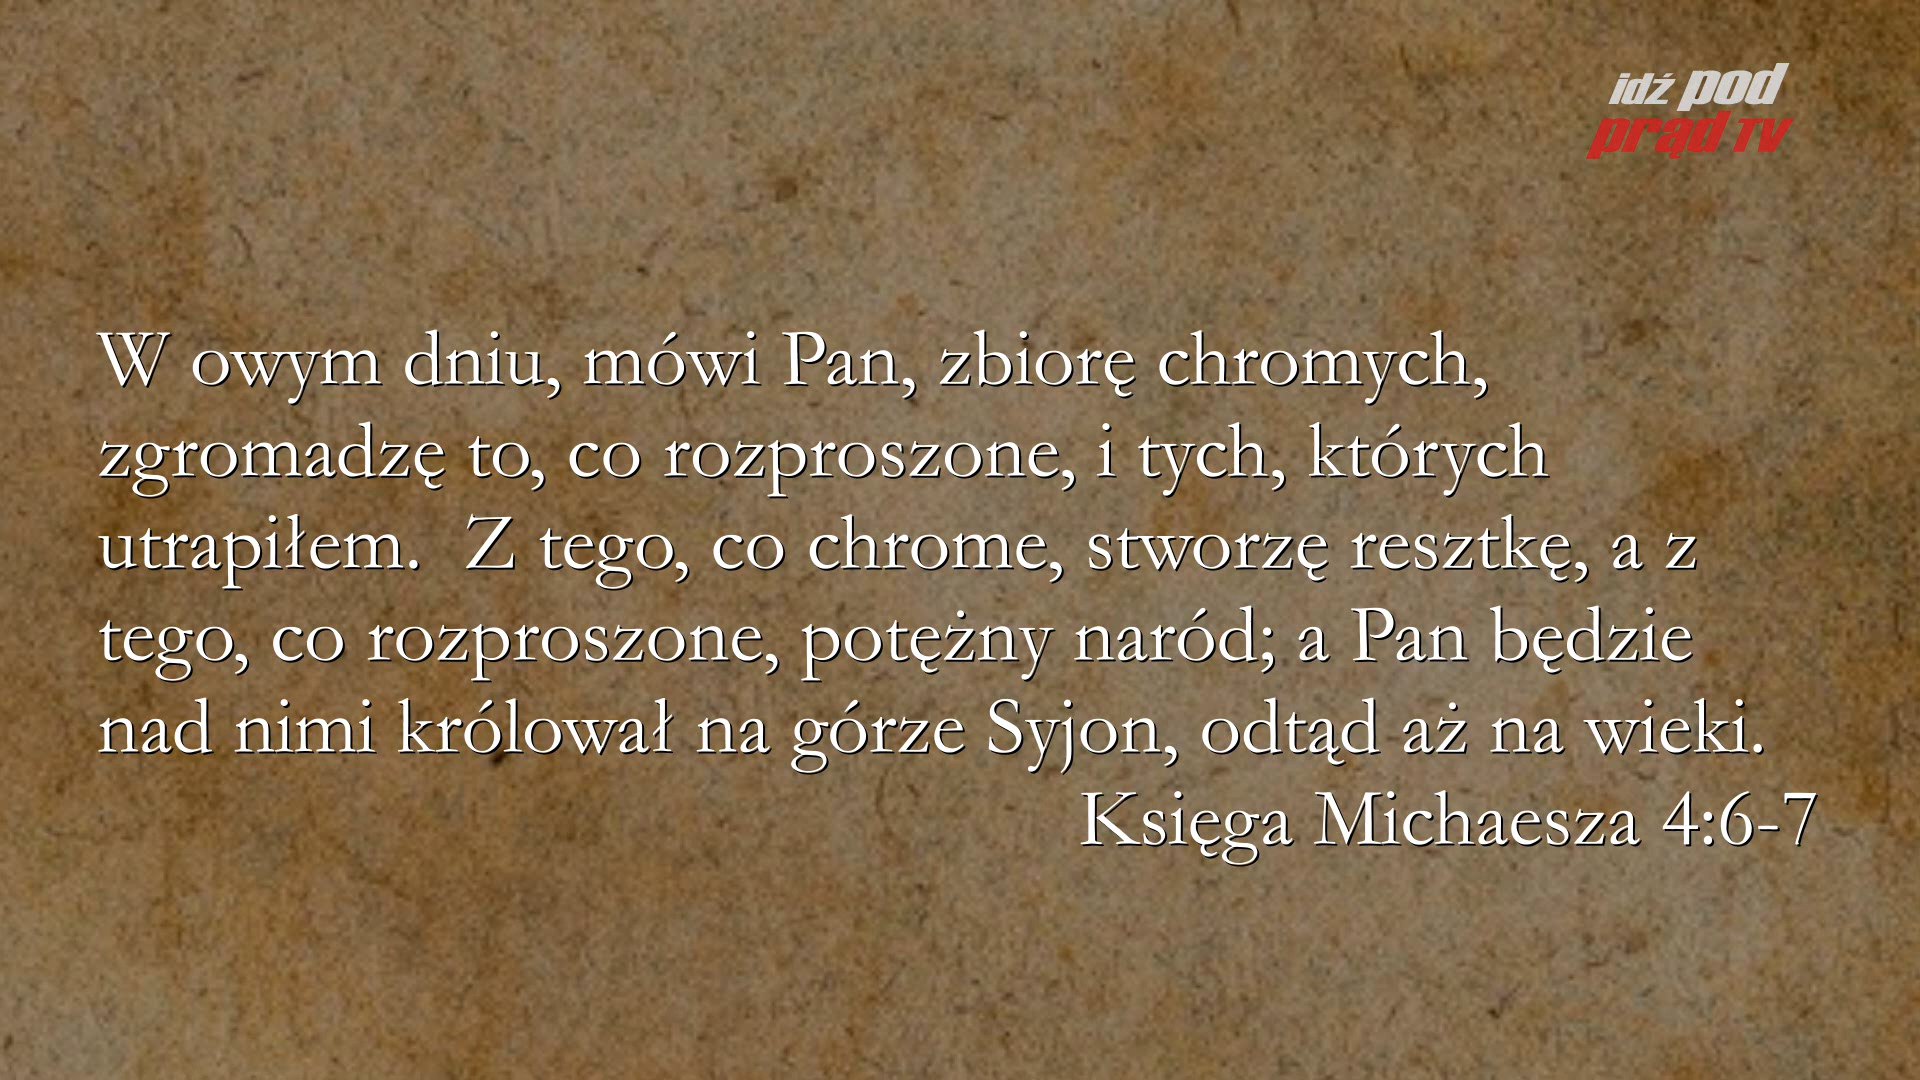 idź pod
prąd TV
W owym dniu, mówi Pan, zbiorę chromych,
zgromadzę to, co rozproszone, i tych, których
utrapiłem.  Z tego, co chrome, stworzę resztkę, a z
tego, co rozproszone, potężny naród; a Pan będzie
nad nimi królował na górze Syjon, odtąd aż na wieki.
Księga Michaesza 4:6-7